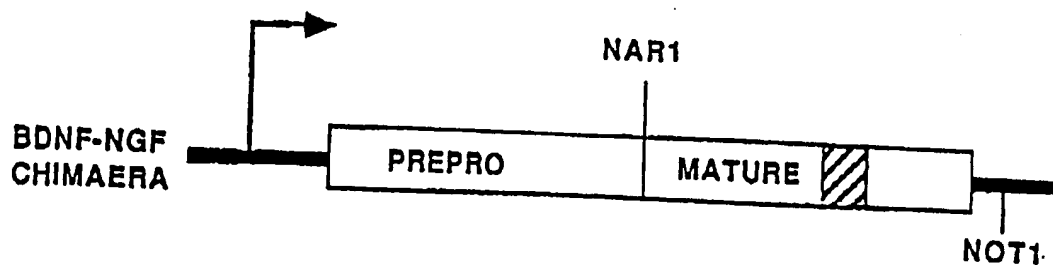 NAR1
BDNF-NGF
CHIMAERA
PREPRO
MATURE
NOT1